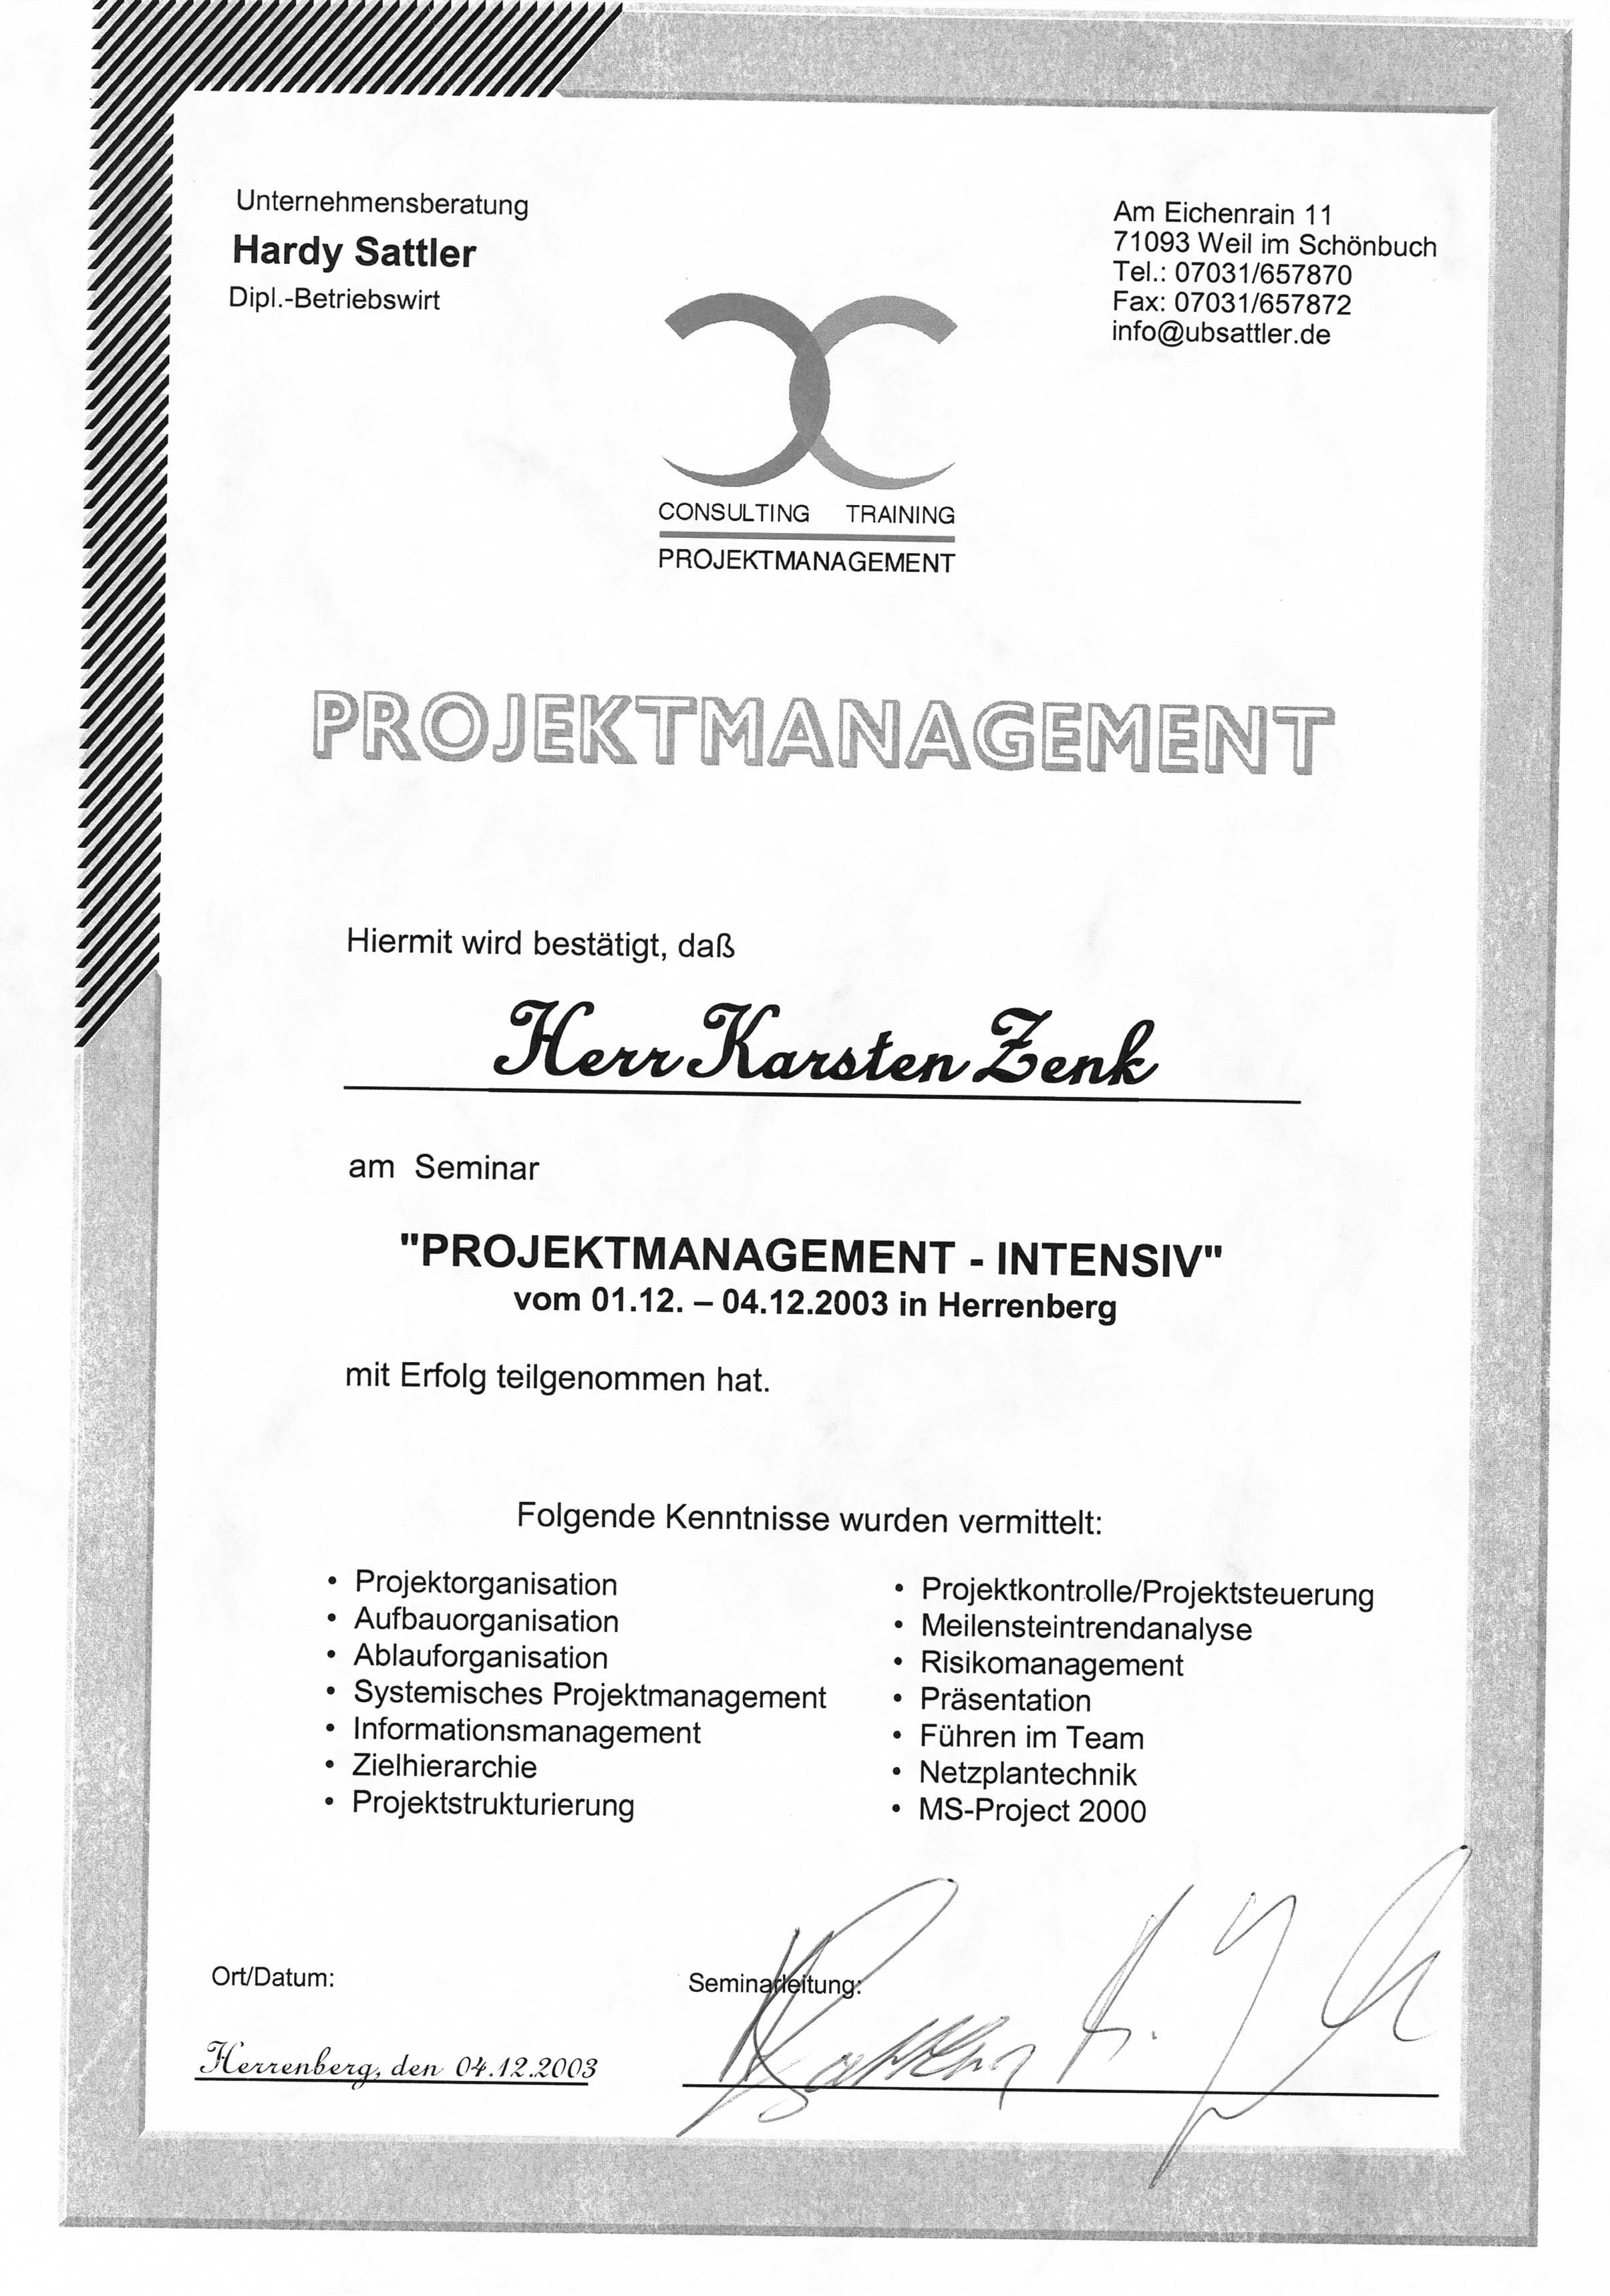 Unternehmensberatung
Hardy Sattler
Dipl.-Betriebswirt
Am Eichenrain 11
71093 Weil im Schönbuch
Tel.: 07031/657870
Fax: 07031/657872
info@ubsattler.de
CONSULTING TRAINING
PROJEKTMANAGEMENT
PROJEKTMANAGEMENT
Hiermit wird bestätigt, daß
Herr Karsten Zenk
am Seminar
"PROJEKTMANAGEMENT - INTENSIV"
vom 01.12. – 04.12.2003 in Herrenberg
mit Erfolg teilgenommen hat.
Folgende Kenntnisse wurden vermittelt:
• Projektorganisation
• Aufbauorganisation
• Ablauforganisation
• Systemisches Projektmanagement
• Informationsmanagement
• Zielhierarchie
• Projektstrukturierung
• Projektkontrolle/Projektsteuerung
• Meilensteintrendanalyse
• Risikomanagement
• Präsentation
• Führen im Team
• Netzplantechnik
• MS-Project 2000
Ort/Datum:
Herrenberg, den 04.12.2003
Seminarleitung: